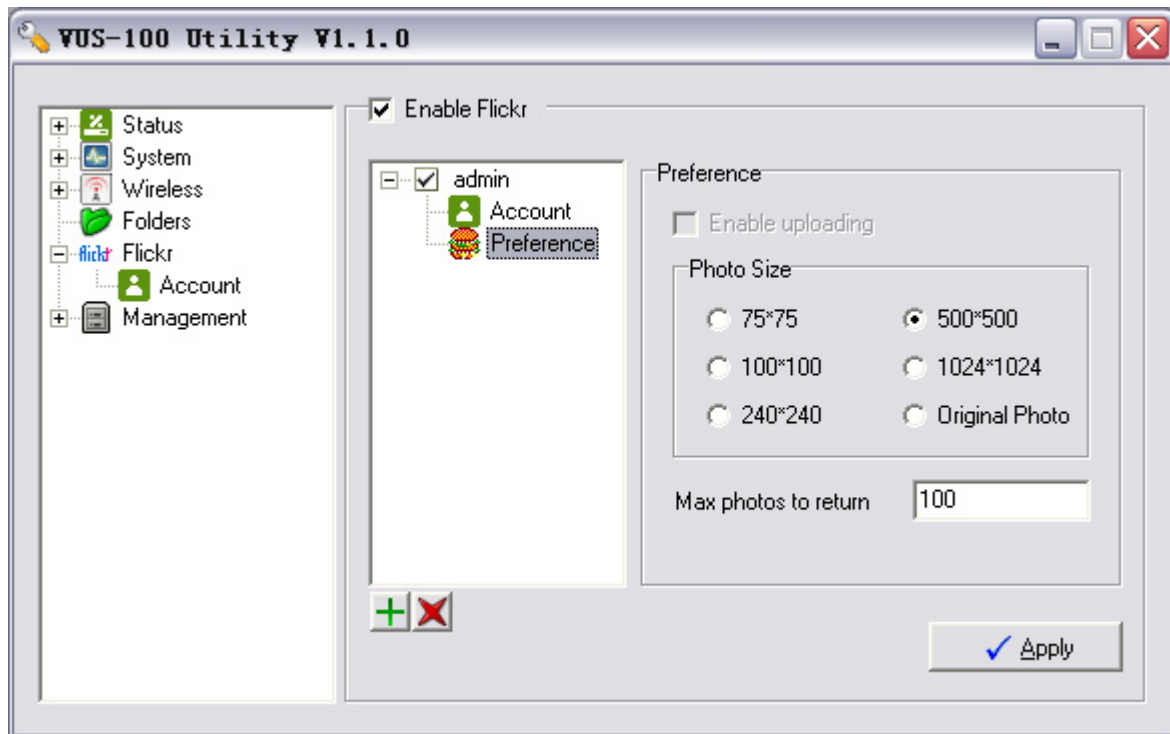 VUS-100 Utility V1.1.0
Status
System
Wireless
Folders
flickr Flickr
Account
Management
Enable Flickr
admin
Account
Preference
Preference
Enable uploading
Photo Size
75*75
500*500
100*100
1024*1024
240*240
Original Photo
Max photos to return
100
Apply